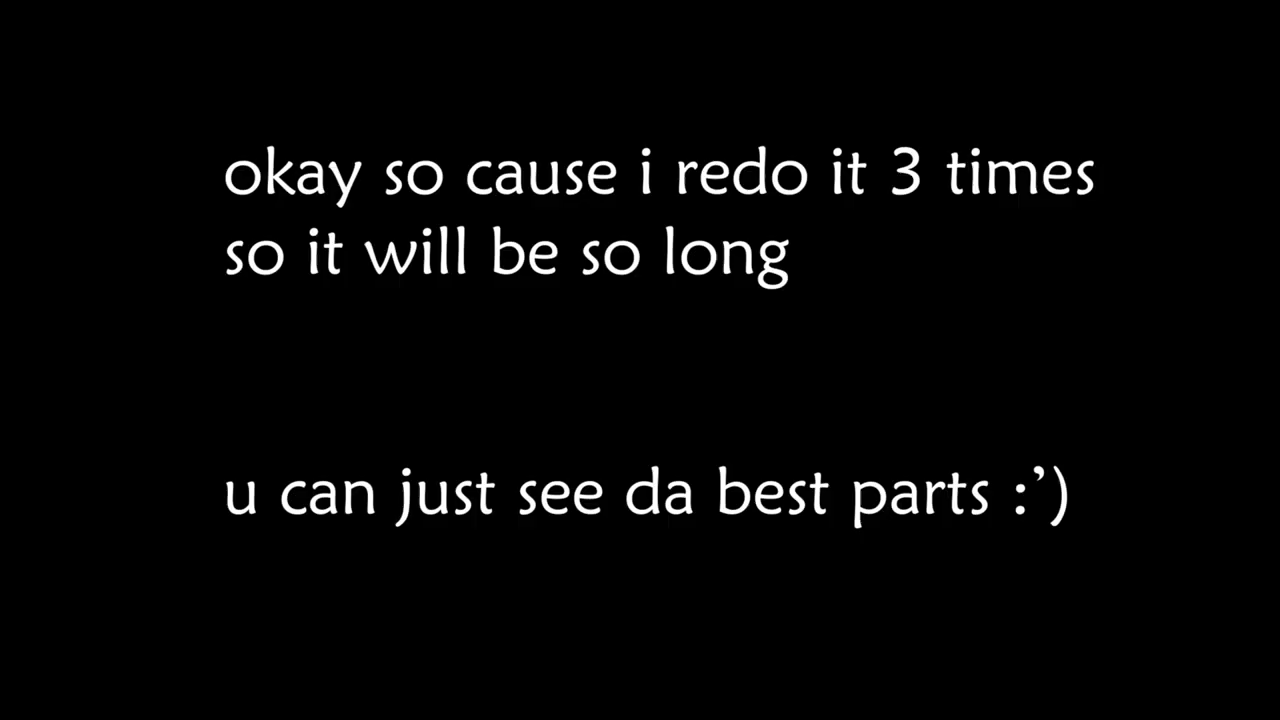 okay so cause i redo it 3 times
so it will be so long
u can just see da best parts :’)